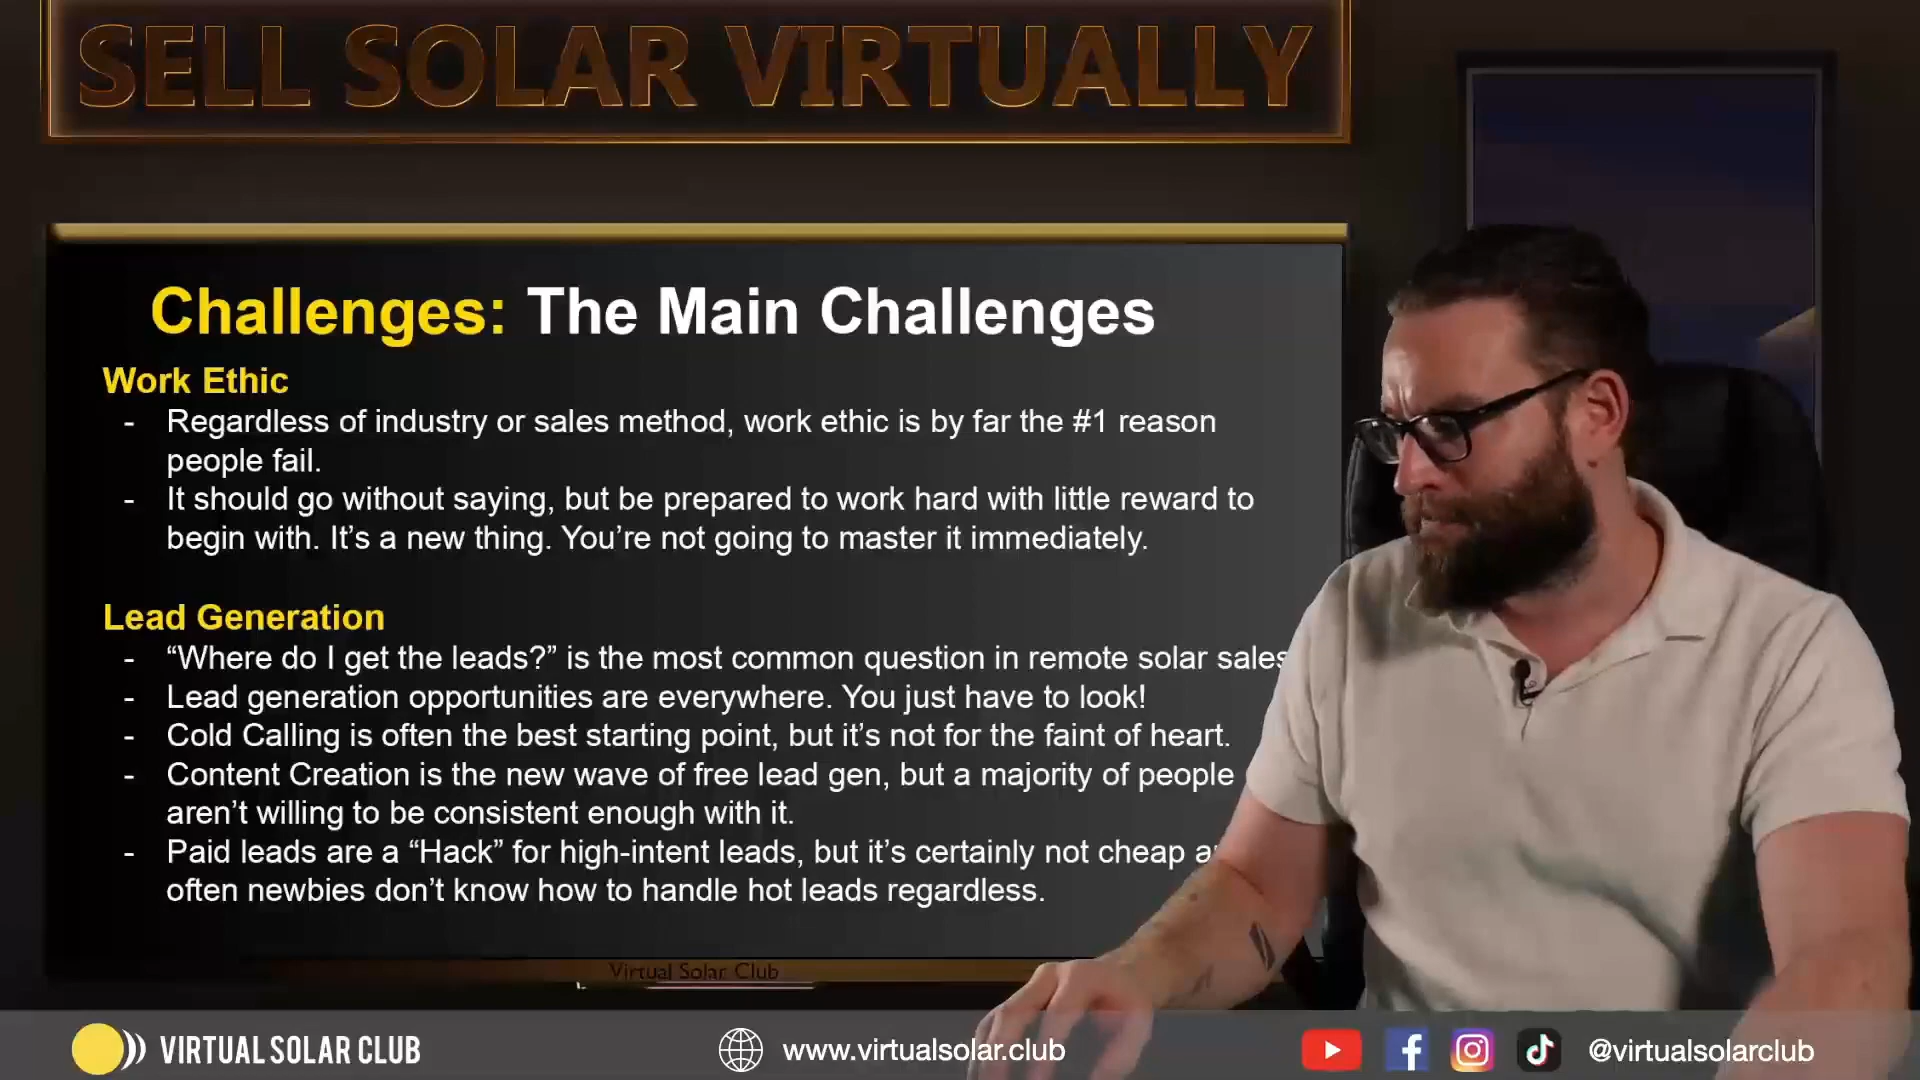 SELL SOLAR VIRTUALLY
Challenges: The Main Challenges
Work Ethic
- Regardless of industry or sales method, work ethic is by far the #1 reason
people fail.
- It should go without saying, but be prepared to work hard with little reward to
begin with. It’s a new thing. You’re not going to master it immediately.
Lead Generation
- “Where do I get the leads?” is the most common question in remote solar sales
- Lead generation opportunities are everywhere. You just have to look!
- Cold Calling is often the best starting point, but it’s not for the faint of heart.
- Content Creation is the new wave of free lead gen, but a majority of people
aren’t willing to be consistent enough with it.
- Paid leads are a “Hack” for high-intent leads, but it’s certainly not cheap
often newbies don’t know how to handle hot leads regardless.
Virtual Solar Club
VIRTUAL SOLAR CLUB
www.virtualsolar.club
@virtualsolarclub